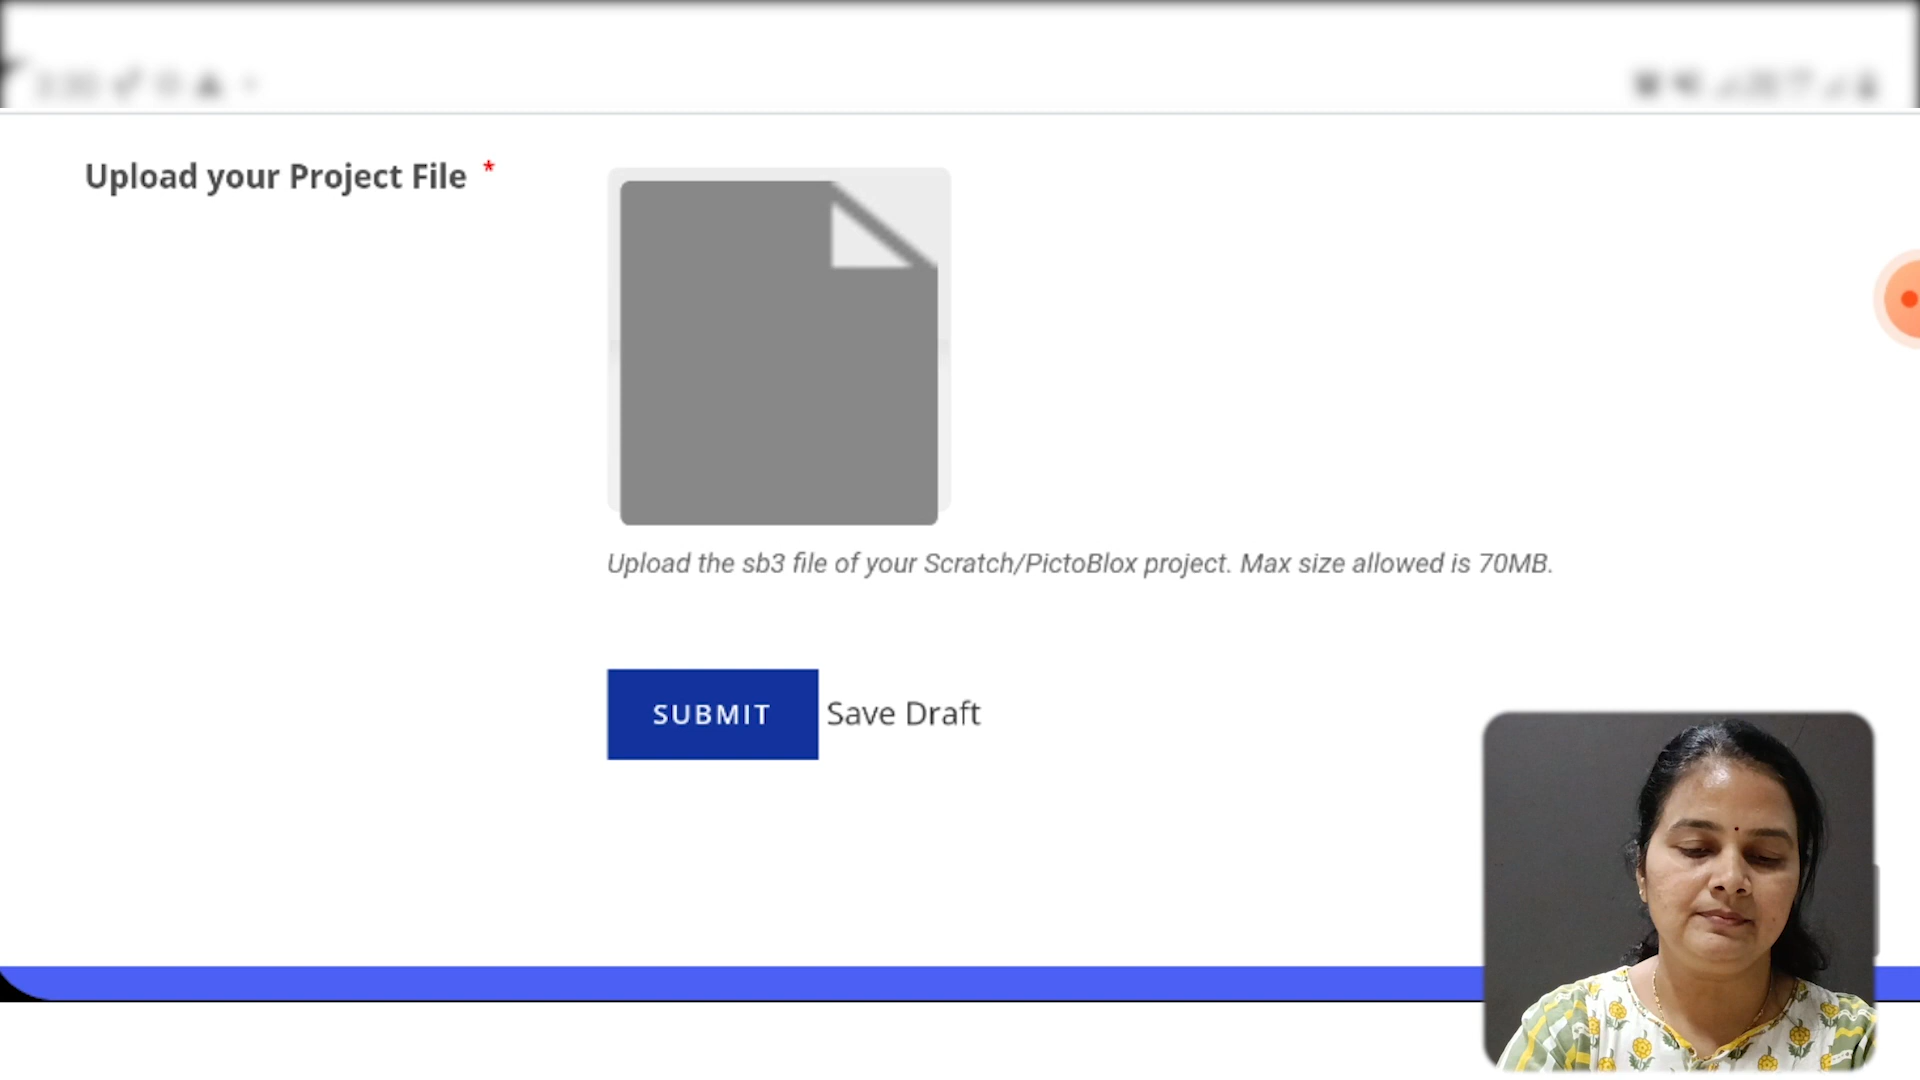 Upload your Project File *
Upload the sb3 file of your Scratch/PictoBlox project. Max size allowed is 70MB.
SUBMIT
Save Draft